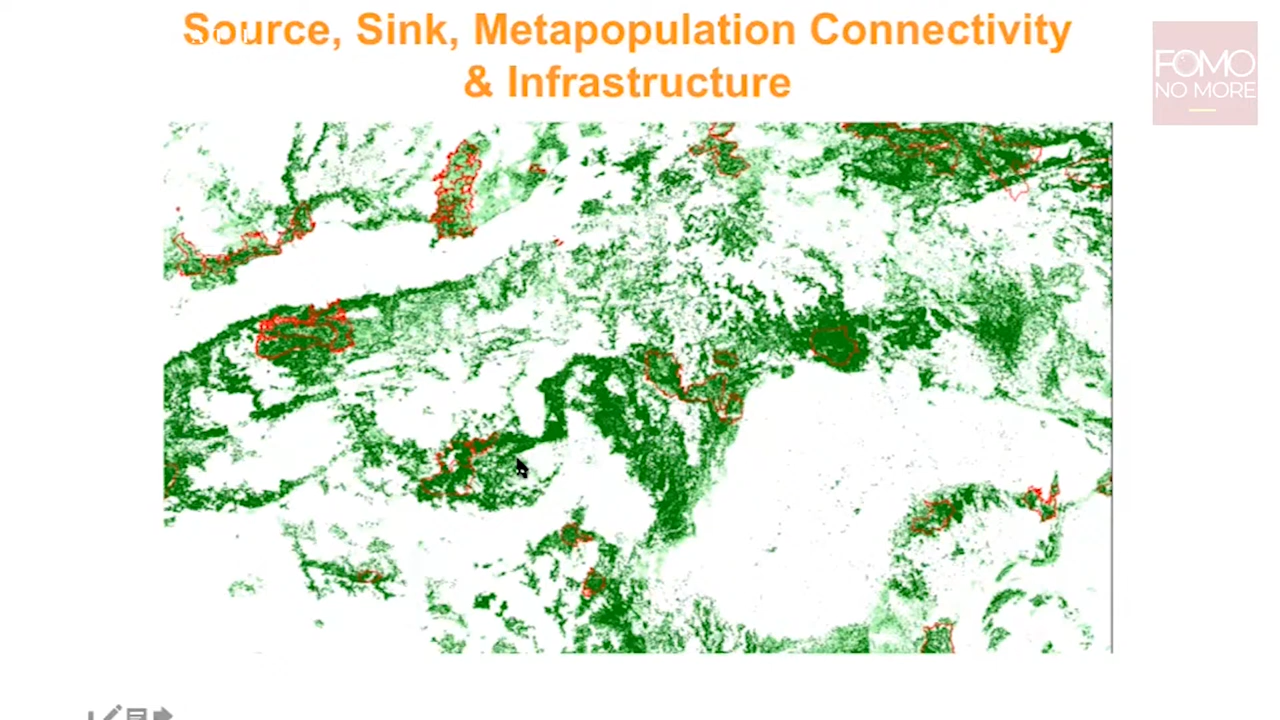 Source, Sink, Metapopulation Connectivity
& Infrastructure
FOMO
NO MORE